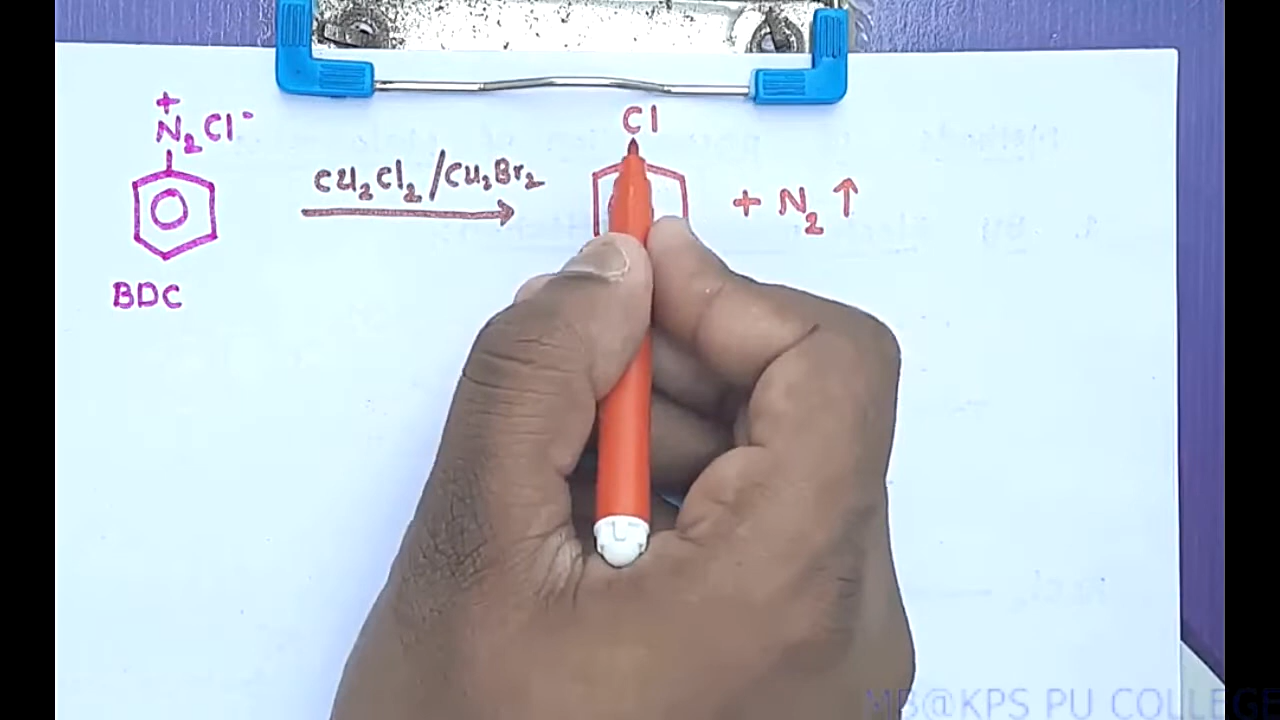 +
N₂Cl⁻
Cu₂Cl₂/Cu₂Br₂
Cl
+ N₂ ↑
BDC
MB@KPS PU COLLEGE